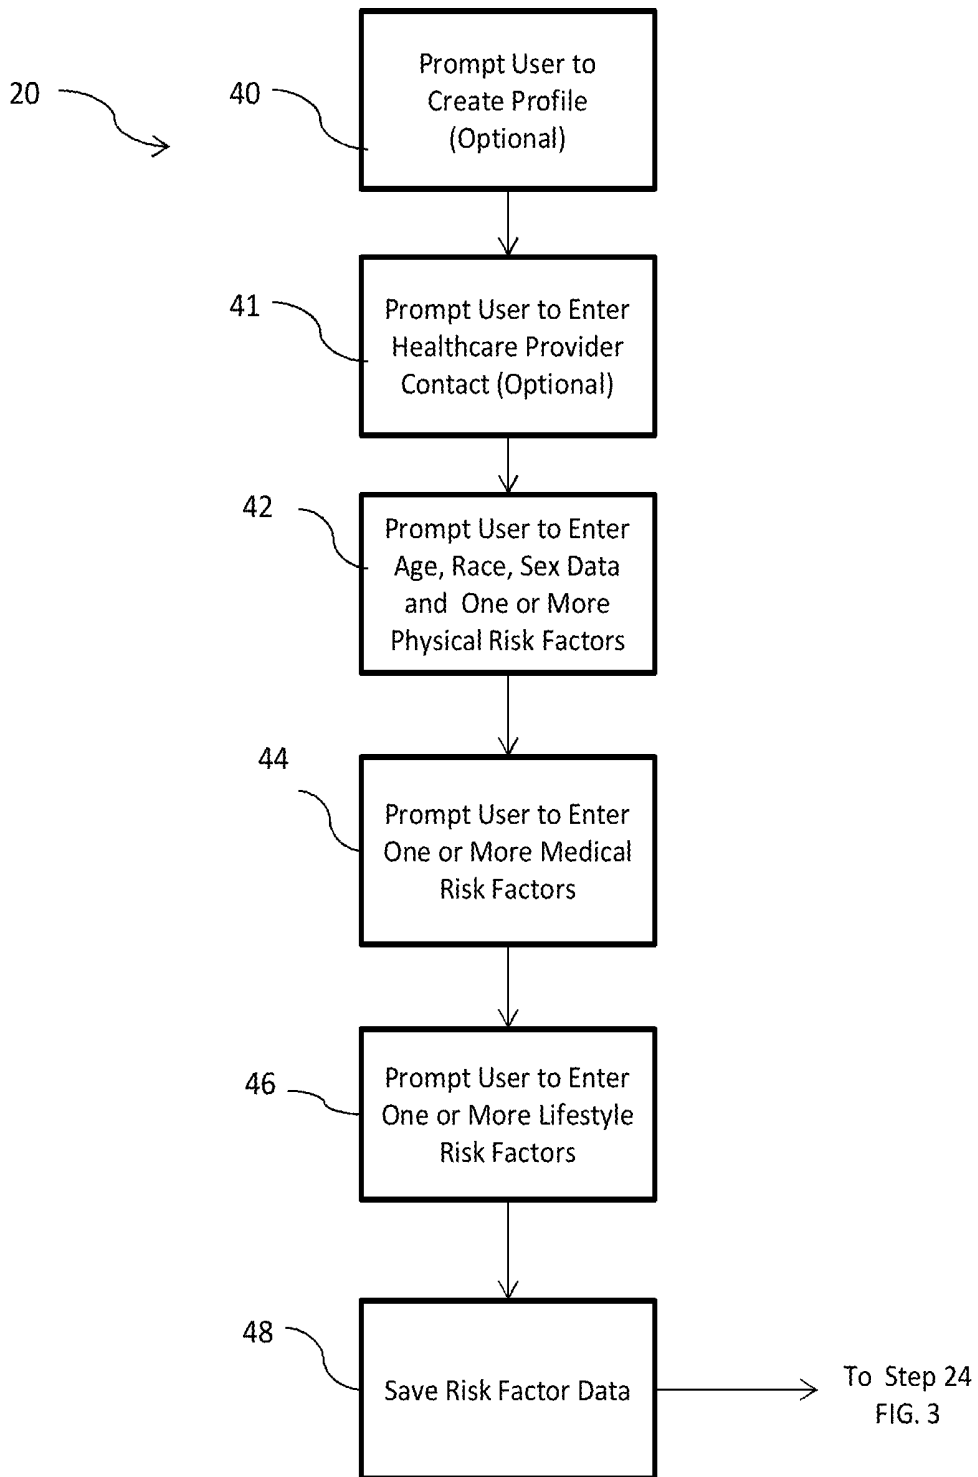 20
40
Prompt User to
Create Profile
(Optional)
41
Prompt User to Enter
Healthcare Provider
Contact (Optional)
42
Prompt User to Enter
Age, Race, Sex Data
and One or More
Physical Risk Factors
44
Prompt User to Enter
One or More Medical
Risk Factors
46
Prompt User to Enter
One or More Lifestyle
Risk Factors
48
Save Risk Factor Data
To Step 24
FIG. 3